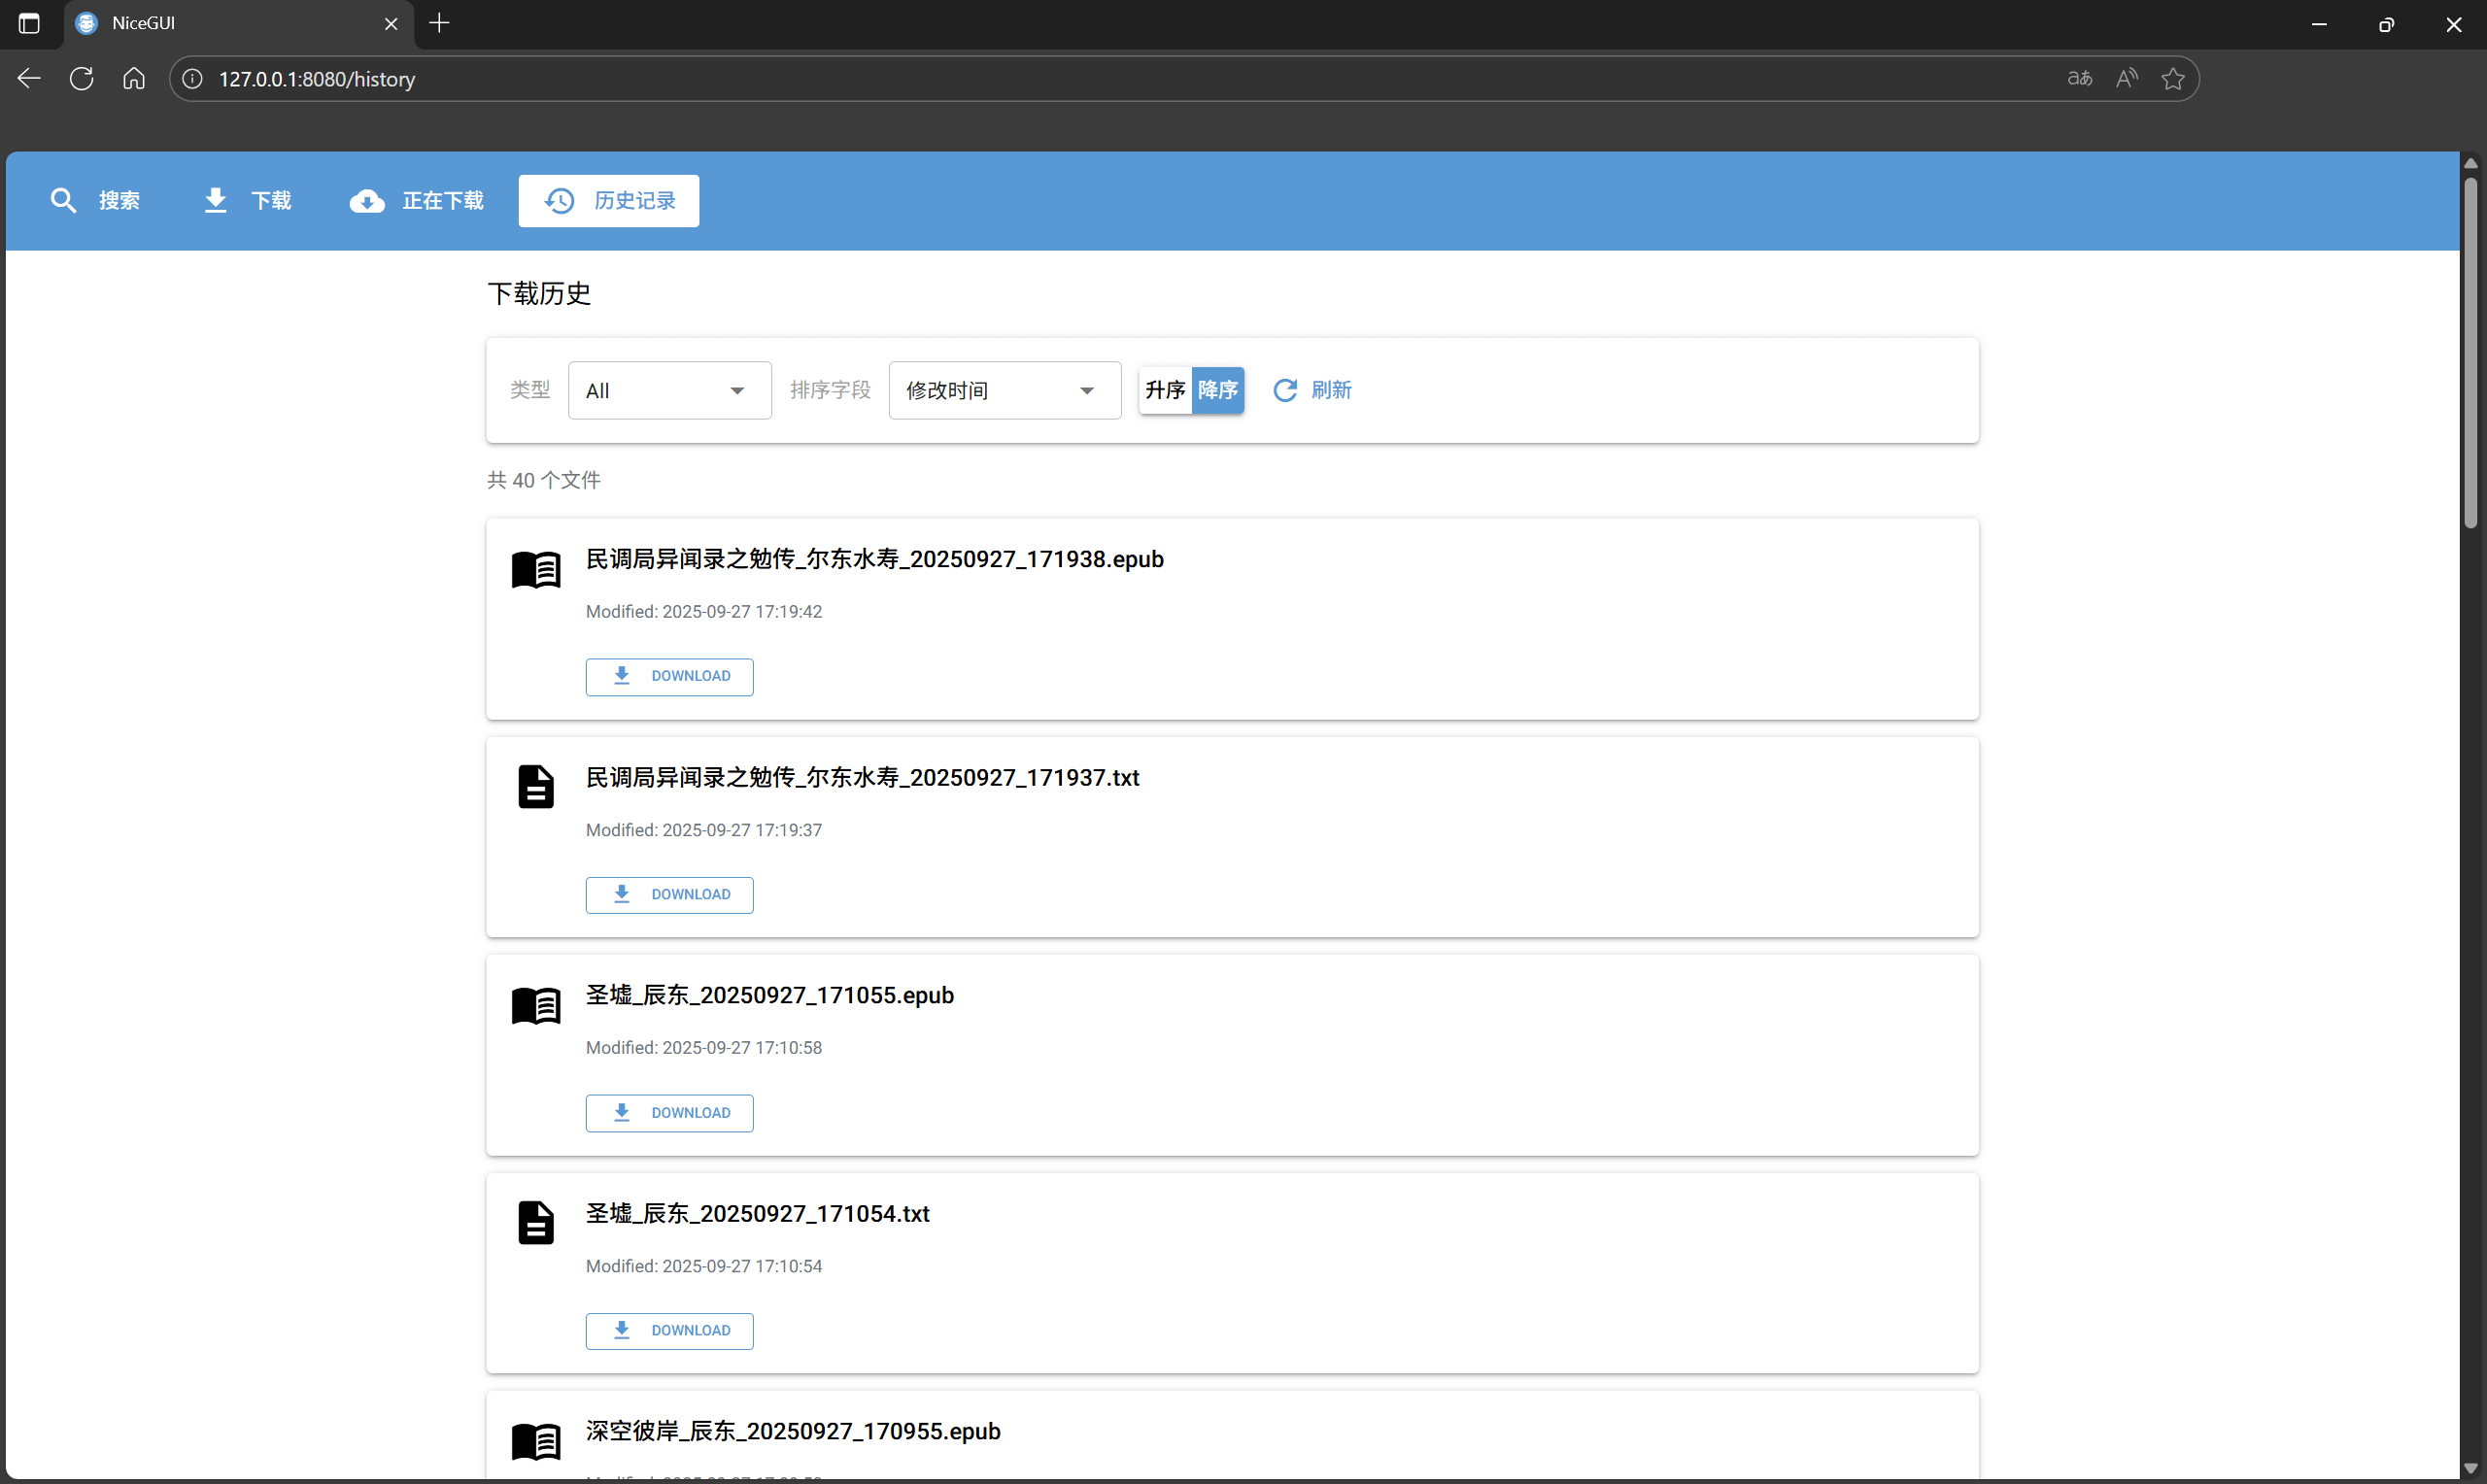 NiceGUI
127.0.0.1:8080/history
搜索 下载 正在下载 历史记录
下载历史
类型 All 排序字段 修改时间 升序 降序 刷新
共 40 个文件
民调局异闻录之勉传_尔东水寿_20250927_171938.epub
Modified: 2025-09-27 17:19:42
DOWNLOAD
民调局异闻录之勉传_尔东水寿_20250927_171937.txt
Modified: 2025-09-27 17:19:37
DOWNLOAD
圣墟_辰东_20250927_171055.epub
Modified: 2025-09-27 17:10:58
DOWNLOAD
圣墟_辰东_20250927_171054.txt
Modified: 2025-09-27 17:10:54
DOWNLOAD
深空彼岸_辰东_20250927_170955.epub